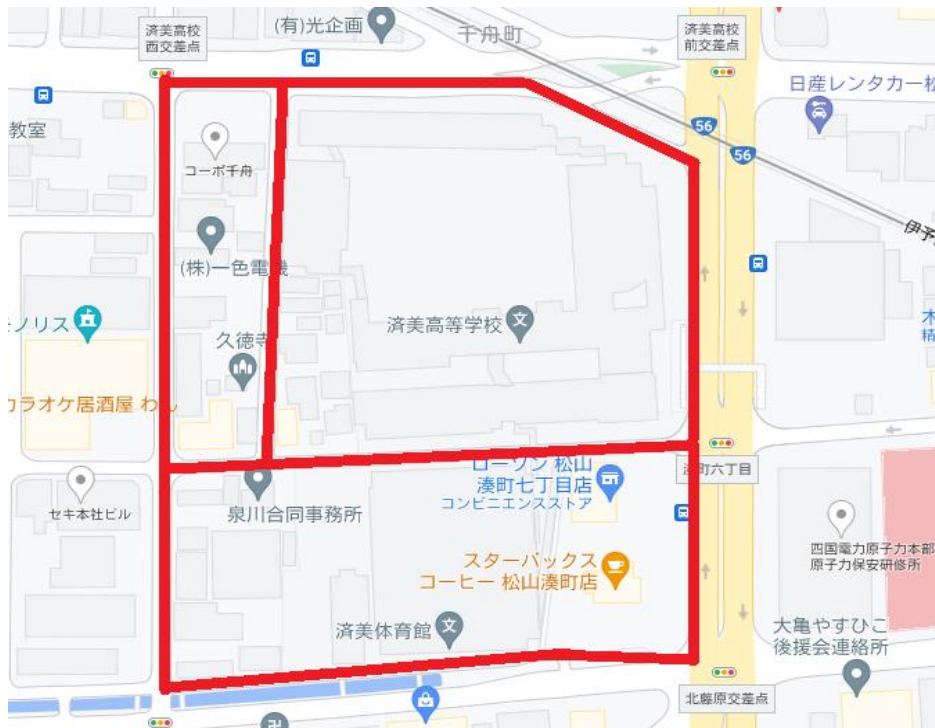 (有)光企画
千舟町
済美高校
西交差点
済美高校
前交差点
日産レンタカー松
教室
56
56
コーポ千舟
(株)一色電機
伊予
済美高等学校
ノリス
久徳寺
木
精
カラオケ居酒屋 わん
ローソン 松山
湊町七丁目店
コンビニエンスストア
湊町六丁目
セキ本社ビル
泉川合同事務所
四国電力原子力本部
原子力保安研修所
スターバックス
コーヒー 松山湊町店
済美体育館
大亀やすひこ
後援会連絡所
北藤原交差点